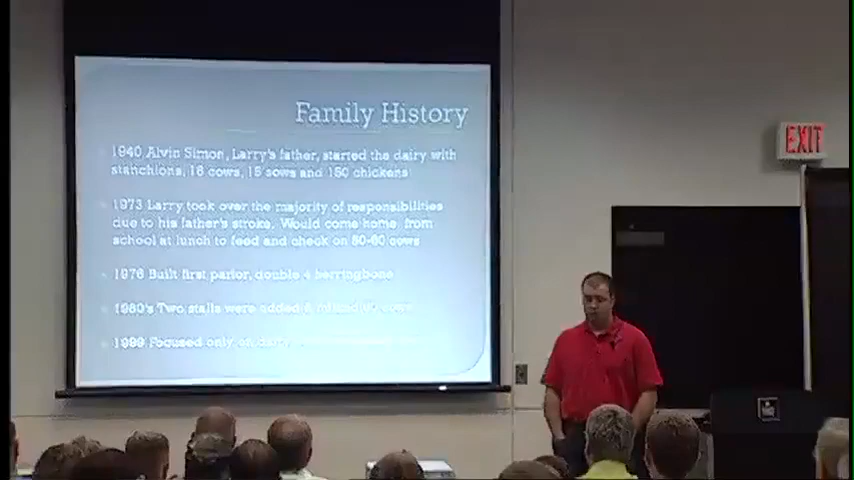 Family History
1940 Alvin Simon, Larry's father, started the dairy with
stanchions, 16 cows, 15 sows and 150 chickens
1973 Larry took over the majority of responsibilities
due to his father's stroke. Would come home from
school at lunch to feed and check on 50-60 cows
1976 Built first parlor, double 4 herringbone
1980's Two stalls were added &
1999 Focused only on dairy
EXIT